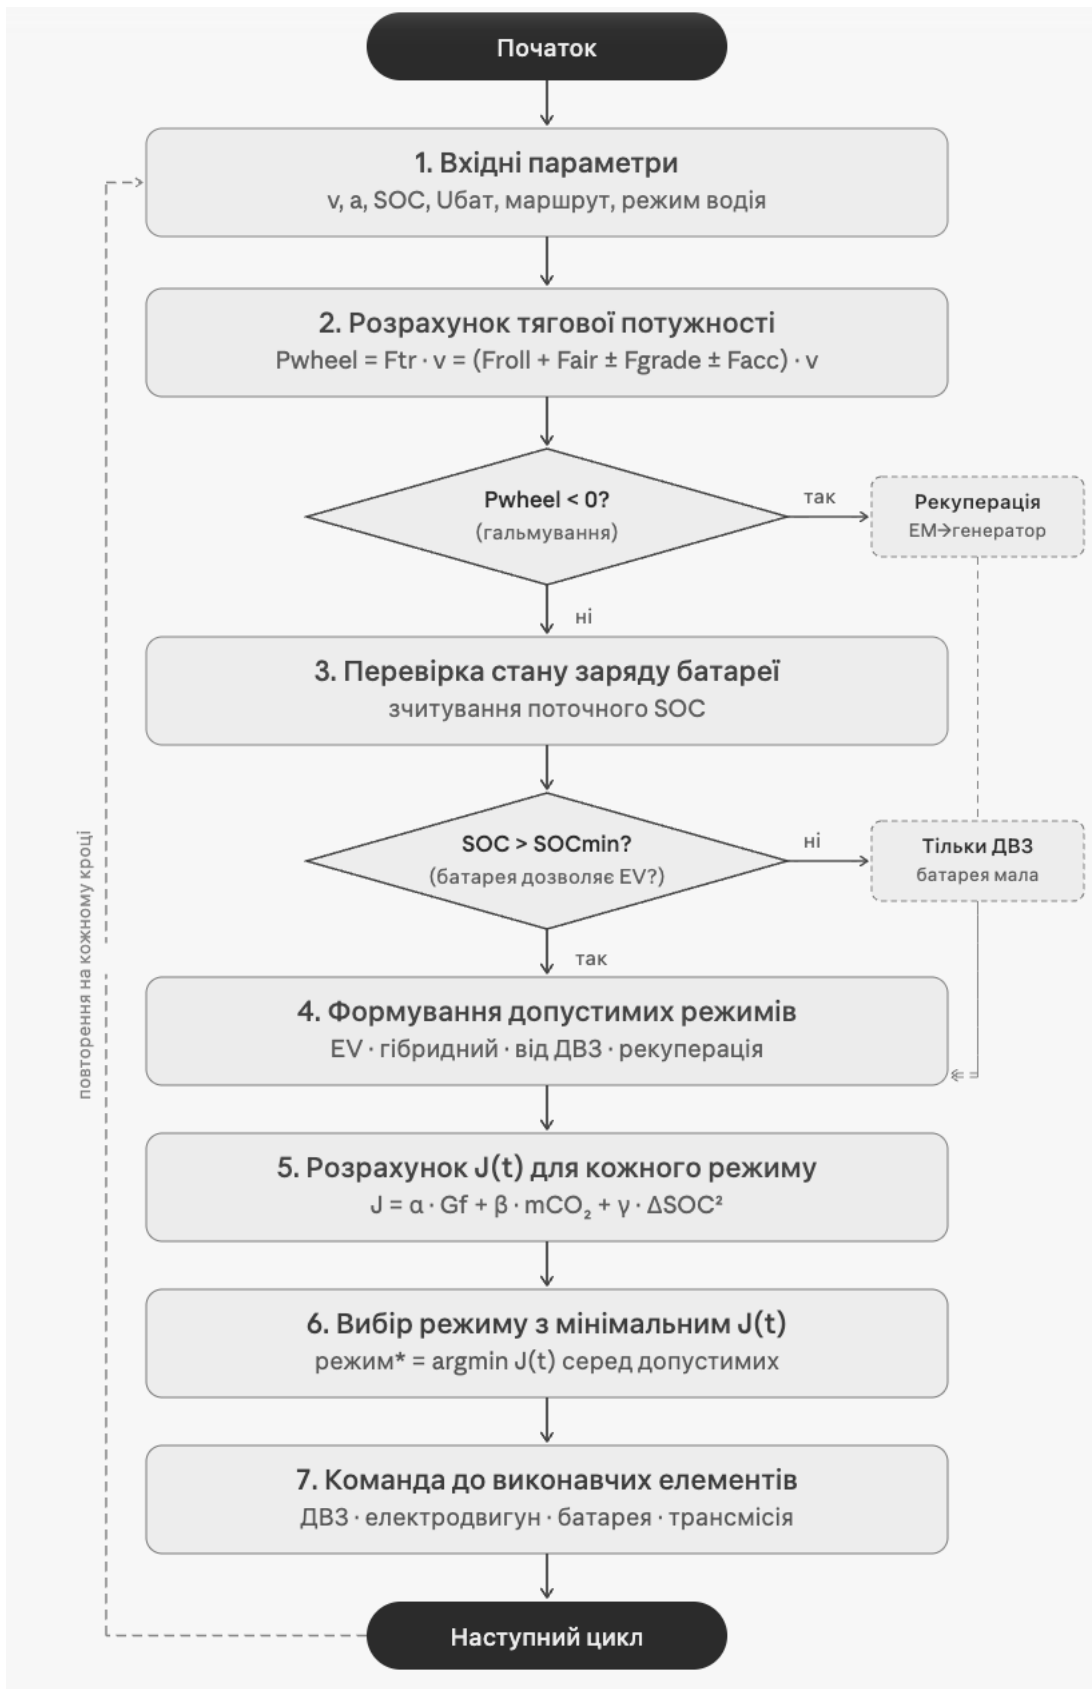 Початок
1. Вхідні параметри
v, a, SOC, Uбат, маршрут, режим водія
2. Розрахунок тягової потужності
Pwheel = Ftr · v = (Froll + Fair ± Fgrade ± Facc) · v
Pwheel < 0?
(гальмування)
так
Рекуперація
ЕМ→генератор
ні
3. Перевірка стану заряду батареї
зчитування поточного SOC
SOC > SOCmin?
(батарея дозволяє EV?)
ні
Тільки ДВЗ
батарея мала
так
4. Формування допустимих режимів
EV · гібридний · від ДВЗ · рекуперація
5. Розрахунок J(t) для кожного режиму
J = α · Gf + β · mCO₂ + γ · ΔSOC²
6. Вибір режиму з мінімальним J(t)
режим* = argmin J(t) серед допустимих
7. Команда до виконавчих елементів
ДВЗ · електродвигун · батарея · трансмісія
Наступний цикл
повторення на кожному кроці